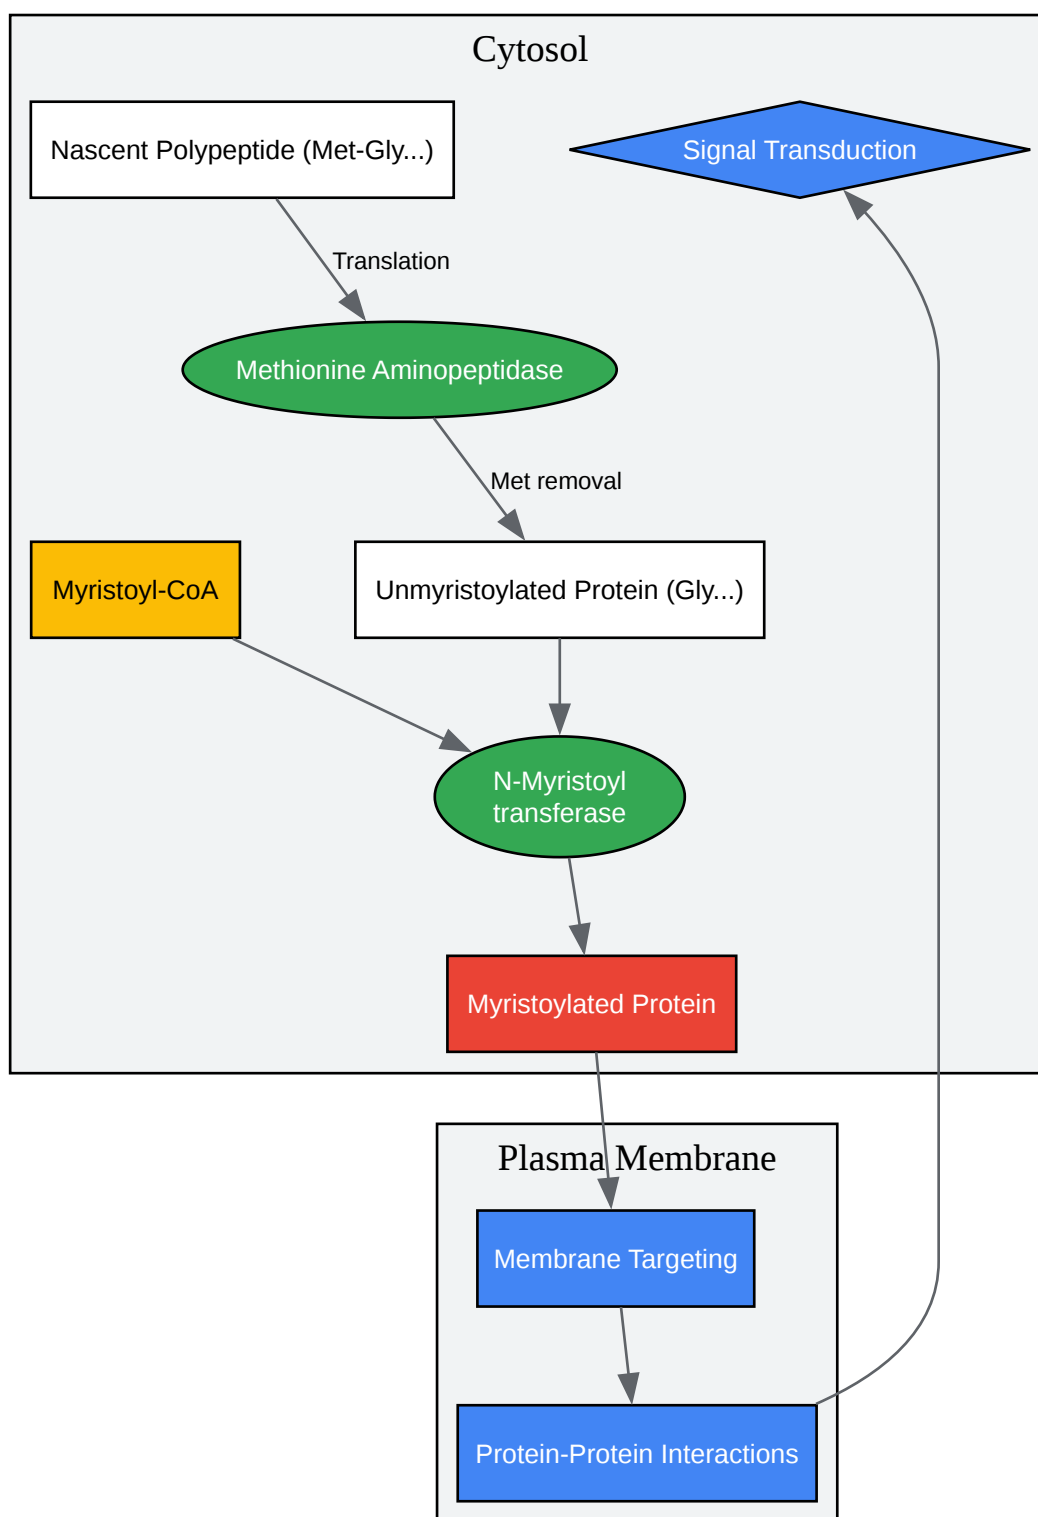 Cytosol
Nascent Polypeptide (Met-Gly...)
Signal Transduction
Translation
Methionine Aminopeptidase
Met removal
Myristoyl-CoA
Unmyristoylated Protein (Gly...)
N-Myristoyl
transferase
Myristoylated Protein
Plasma Membrane
Membrane Targeting
Protein-Protein Interactions